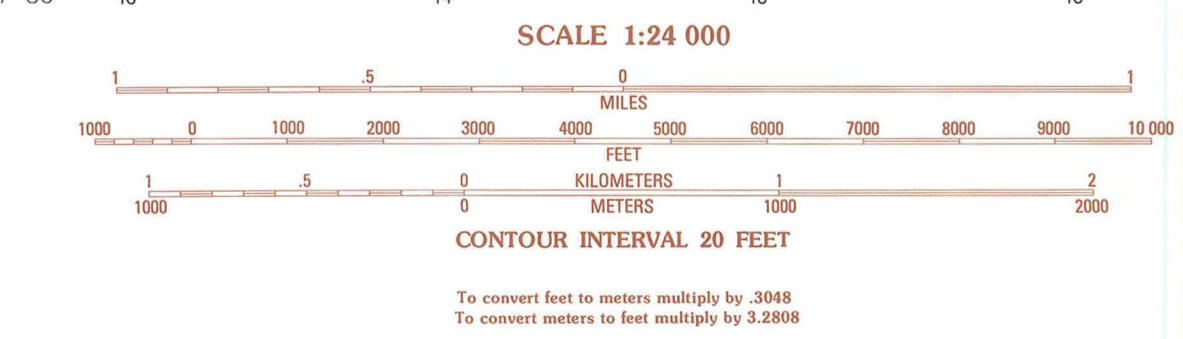 SCALE 1:24 000
1 .5 0 1
MILES
1000 0 1000 2000 3000 4000 5000 6000 7000 8000 9000 10 000
FEET
1 .5 0 KILOMETERS 1 2
1000 0 METERS 1000 2000
CONTOUR INTERVAL 20 FEET
To convert feet to meters multiply by .3048
To convert meters to feet multiply by 3.2808